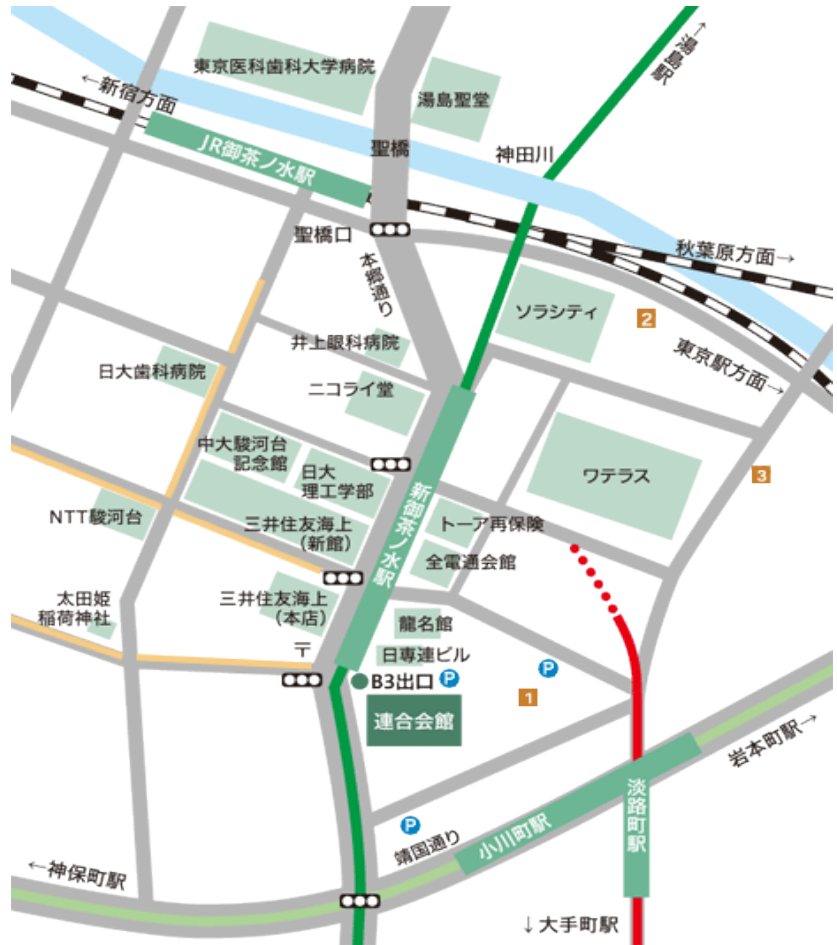 東京医科歯科大学病院
←湯島駅
湯島聖堂
←新宿方面
JR御茶ノ水駅
聖橋
神田川
聖橋口
本郷通り
秋葉原方面→
ソラシティ
2
井上眼科病院
東京駅方面→
日大歯科病院
ニコライ堂
中大駿河台
記念館
日大
理工学部
ワテラス
3
新御茶ノ水駅
NTT駿河台
三井住友海上
(新館)
トーア再保険
全電通会館
太田姫
稲荷神社
三井住友海上
(本店)
龍名館
〒
日専連ビル
B3出口
P
P
1
連合会館
岩本町駅→
淡路町駅
P
靖国通り
小川町駅
←神保町駅
↓大手町駅